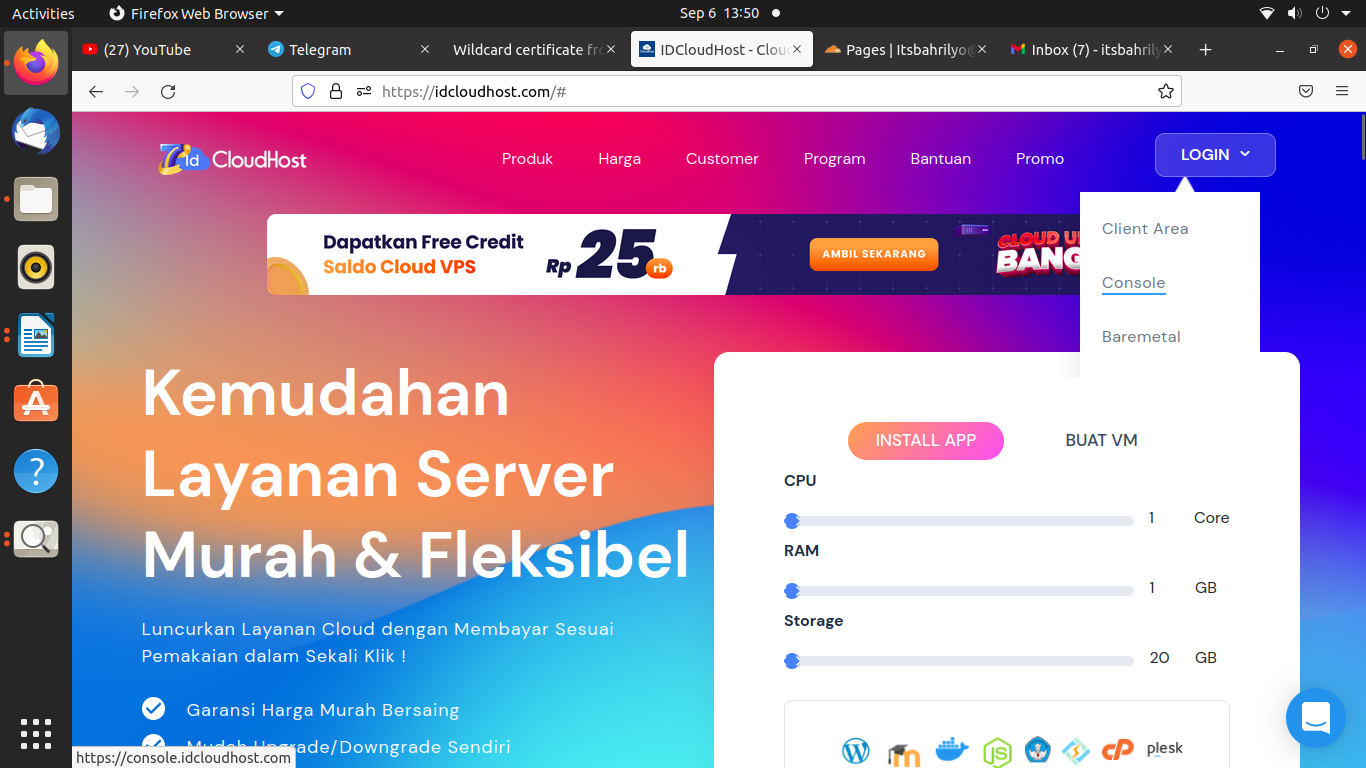 Activities
Firefox Web Browser
Sep 6 13:50
(27) YouTube
Telegram
Wildcard certificate fro
IDCloudHost - Clou
Pages | Itsbahrilyo@
Inbox (7) - itsbahrily
https://idcloudhost.com/#
id CloudHost
Produk
Harga
Customer
Program
Bantuan
Promo
LOGIN
Client Area
Console
Baremetal
Dapatkan Free Credit
Saldo Cloud VPS
Rp 25 rb
AMBIL SEKARANG
CLOUD U
BANG
Kemudahan
Layanan Server
Murah & Fleksibel
Luncurkan Layanan Cloud dengan Membayar Sesuai
Pemakaian dalam Sekali Klik !
Garansi Harga Murah Bersaing
Mudah Upgrade/Downgrade Sendiri
INSTALL APP
BUAT VM
CPU
1 Core
RAM
1 GB
Storage
20 GB
plesk
https://console.idcloudhost.com